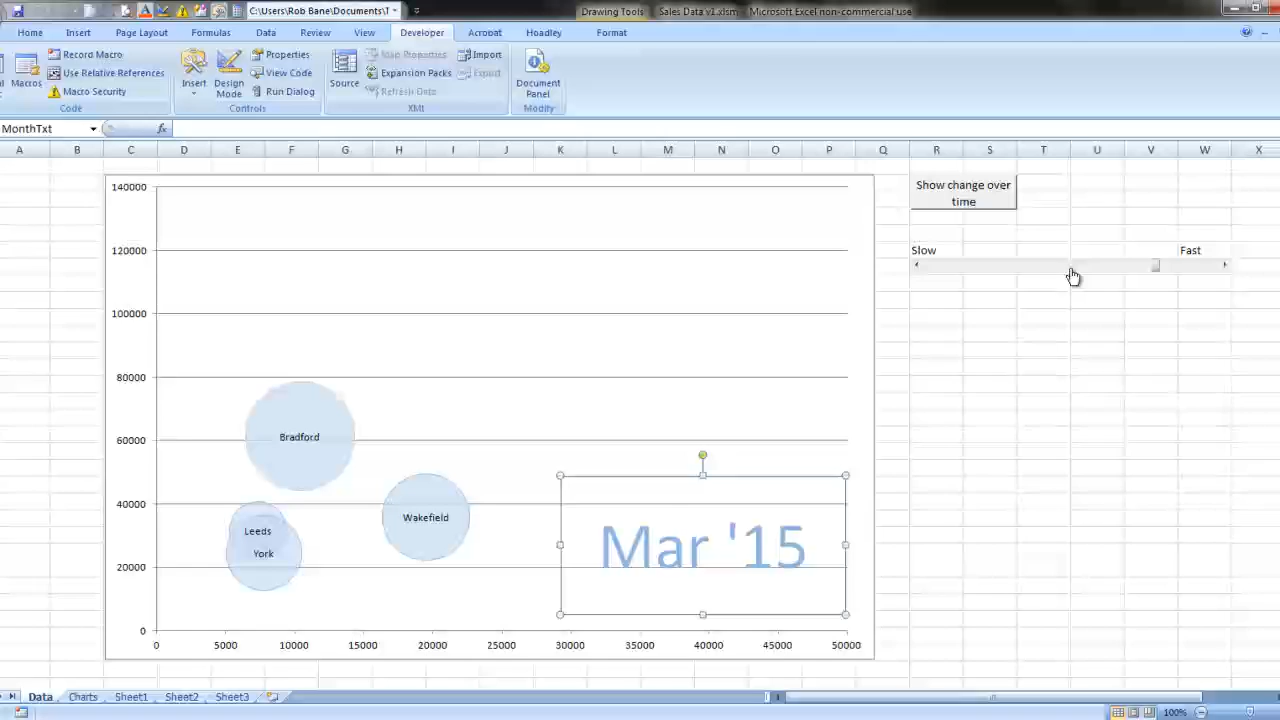 C:\Users\Rob Bane\Documents\T
Drawing Tools
Sales Data v1.xlsm - Microsoft Excel non-commercial use
Home Insert Page Layout Formulas Data Review View Developer Acrobat Hoadley Format
Macros
Record Macro
Use Relative References
Macro Security
Code
Insert
Design Mode
Properties
View Code
Run Dialog
Controls
Source
Map Properties
Expansion Packs
Refresh Data
Import
Export
XML
Document Panel
Modify
MonthTxt
fx
A B C D E F G H I J K L M N O P Q R S T U V W X
140000
120000
100000
80000
60000
40000
20000
0
Bradford
Wakefield
Leeds
York
Mar '15
0 5000 10000 15000 20000 25000 30000 35000 40000 45000 50000
Show change over
time
Slow Fast
Data Charts Sheet1 Sheet2 Sheet3
100%